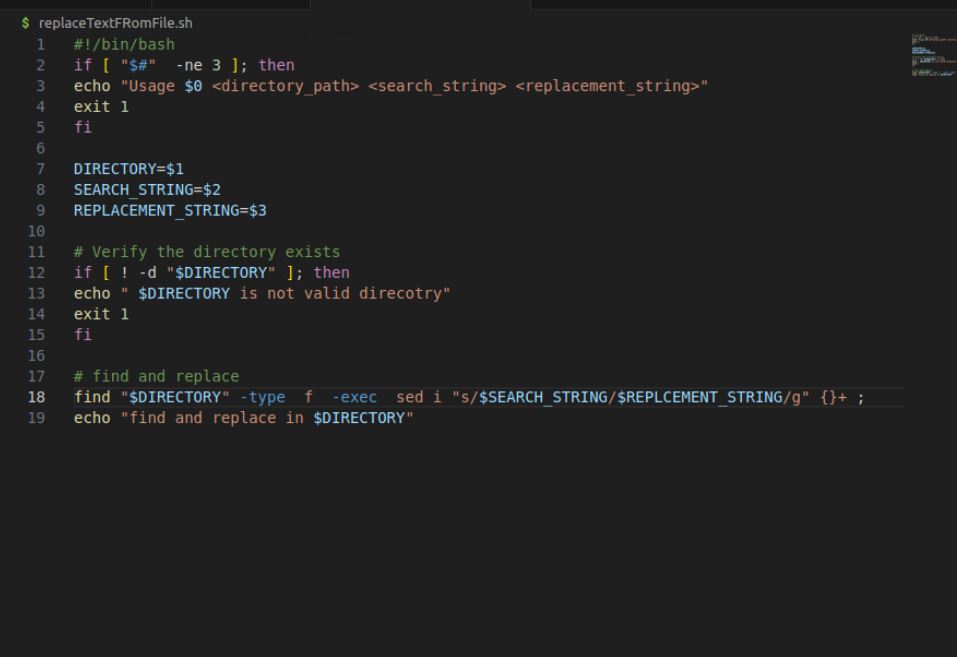 $ replaceTextFRomFile.sh
1 #!/bin/bash
2 if [ "$#"  -ne 3 ]; then
3 echo "Usage $0 <directory_path> <search_string> <replacement_string>"
4 exit 1
5 fi
6
7 DIRECTORY=$1
8 SEARCH_STRING=$2
9 REPLACEMENT_STRING=$3
10
11 # Verify the directory exists
12 if [ ! -d "$DIRECTORY" ]; then
13 echo " $DIRECTORY is not valid direcotry"
14 exit 1
15 fi
16
17 # find and replace
18 find "$DIRECTORY" -type  f  -exec  sed i "s/$SEARCH_STRING/$REPLCEMENT_STRING/g" {}+ ;
19 echo "find and replace in $DIRECTORY"